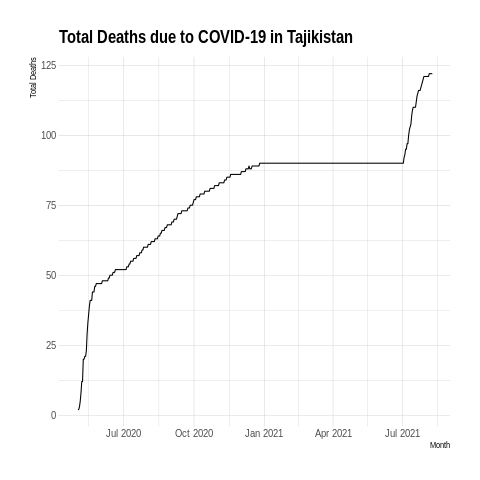 Total Deaths due to COVID-19 in Tajikistan
Total Deaths
125
100
75
50
25
0
Jul 2020 Oct 2020 Jan 2021 Apr 2021 Jul 2021
Month